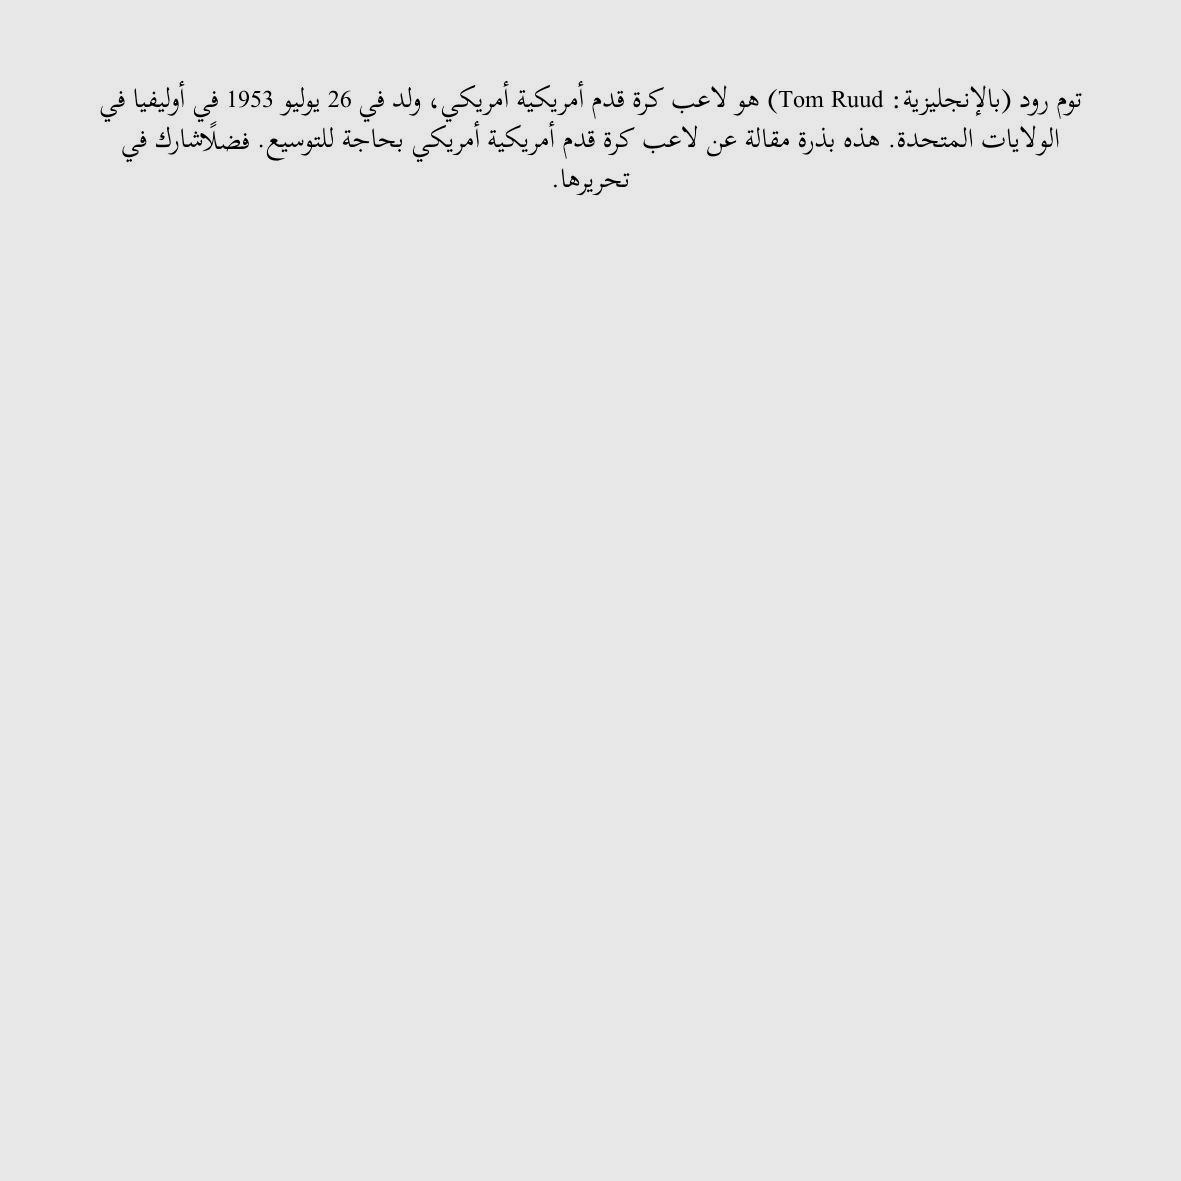 توم رود (بالإنجليزية: Tom Ruud) هو لاعب كرة قدم أمريكية أمريكي، ولد في 26 يوليو 1953 في أوليفيا في
الولايات المتحدة. هذه بذرة مقالة عن لاعب كرة قدم أمريكية أمريكي بحاجة للتوسيع. فضلًاشارك في
تحريرها.